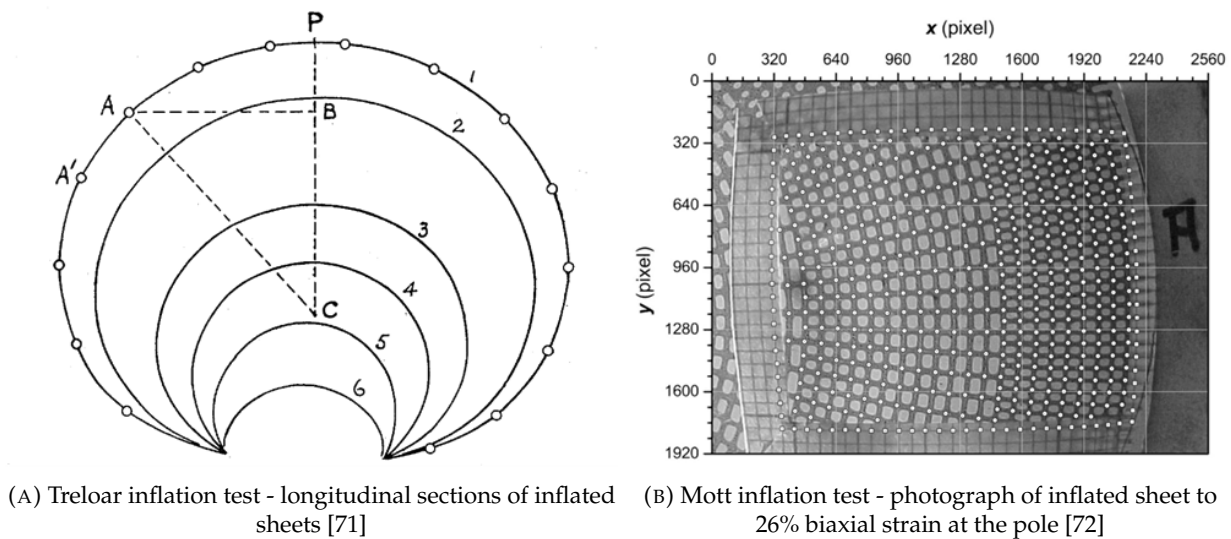 P
1
A
B
2
A'
3
4
C
5
6
x (pixel)
0 320 640 960 1280 1600 1920 2240 2560
0
320
640
960
1280
1600
1920
y (pixel)
(A) Treloar inflation test - longitudinal sections of inflated
sheets [71]
(B) Mott inflation test - photograph of inflated sheet to
26% biaxial strain at the pole [72]